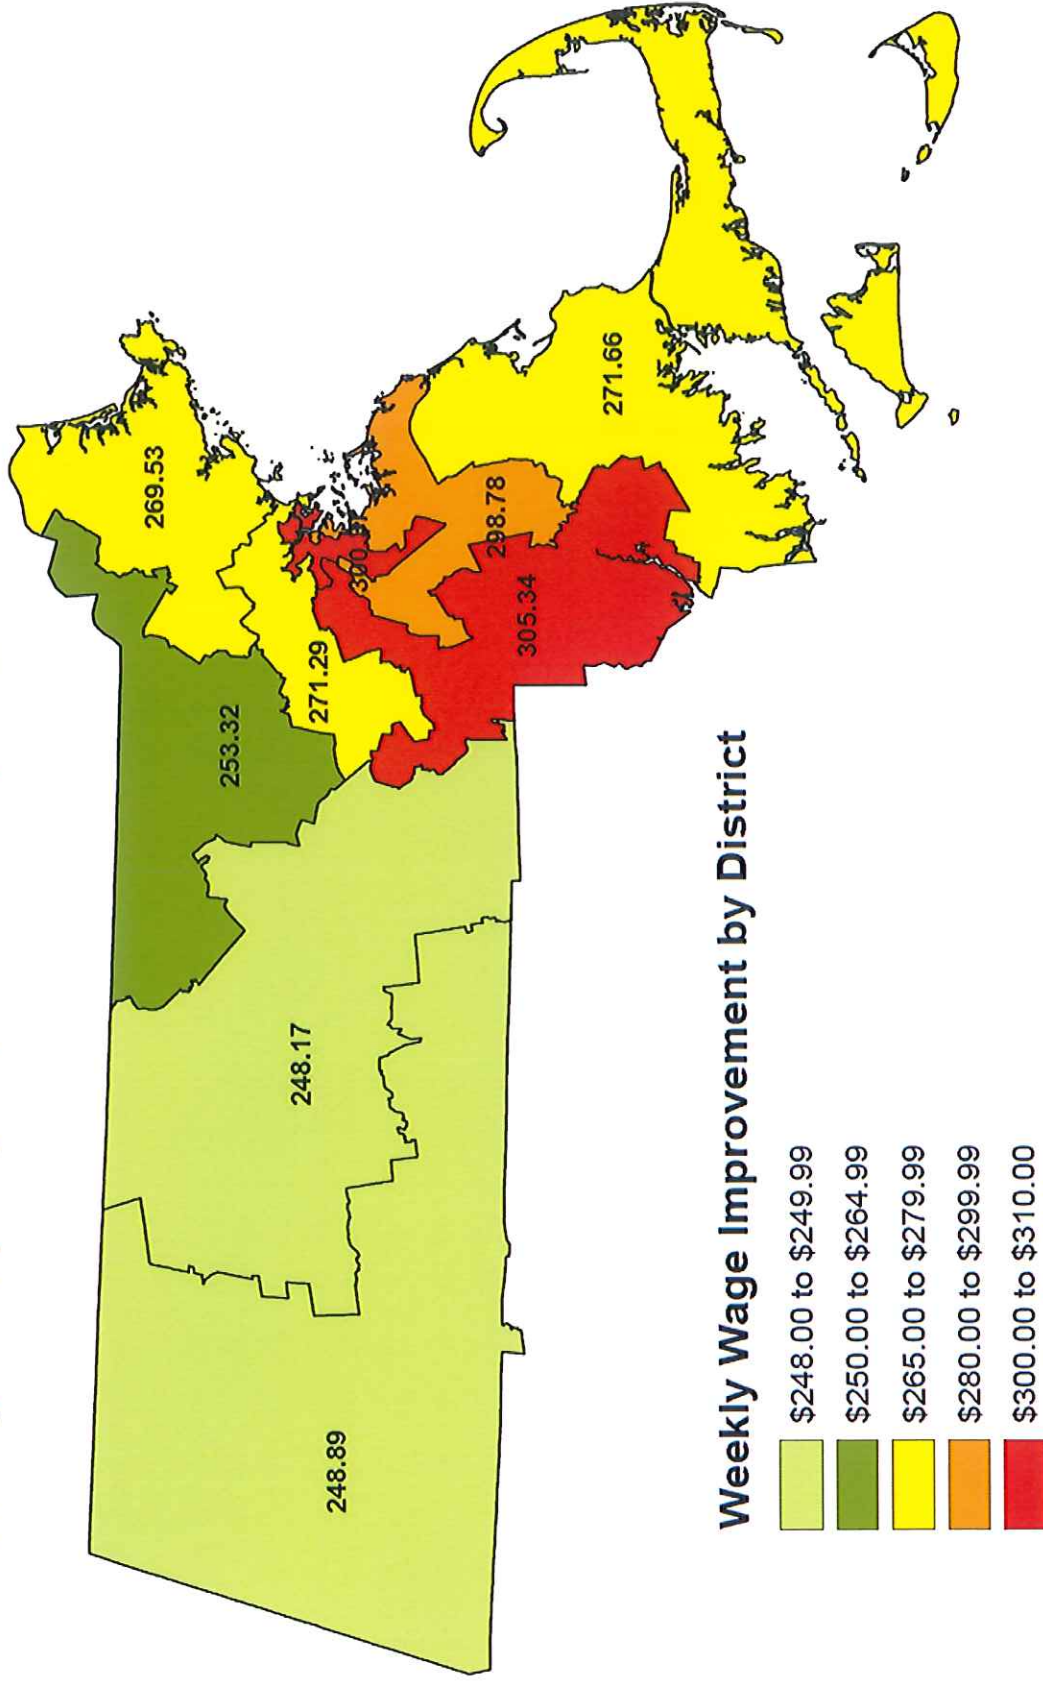 269.53
253.32
271.29
300.
298.78
271.66
305.34
248.17
248.89
Weekly Wage Improvement by District
$248.00 to $249.99
$250.00 to $264.99
$265.00 to $279.99
$280.00 to $299.99
$300.00 to $310.00